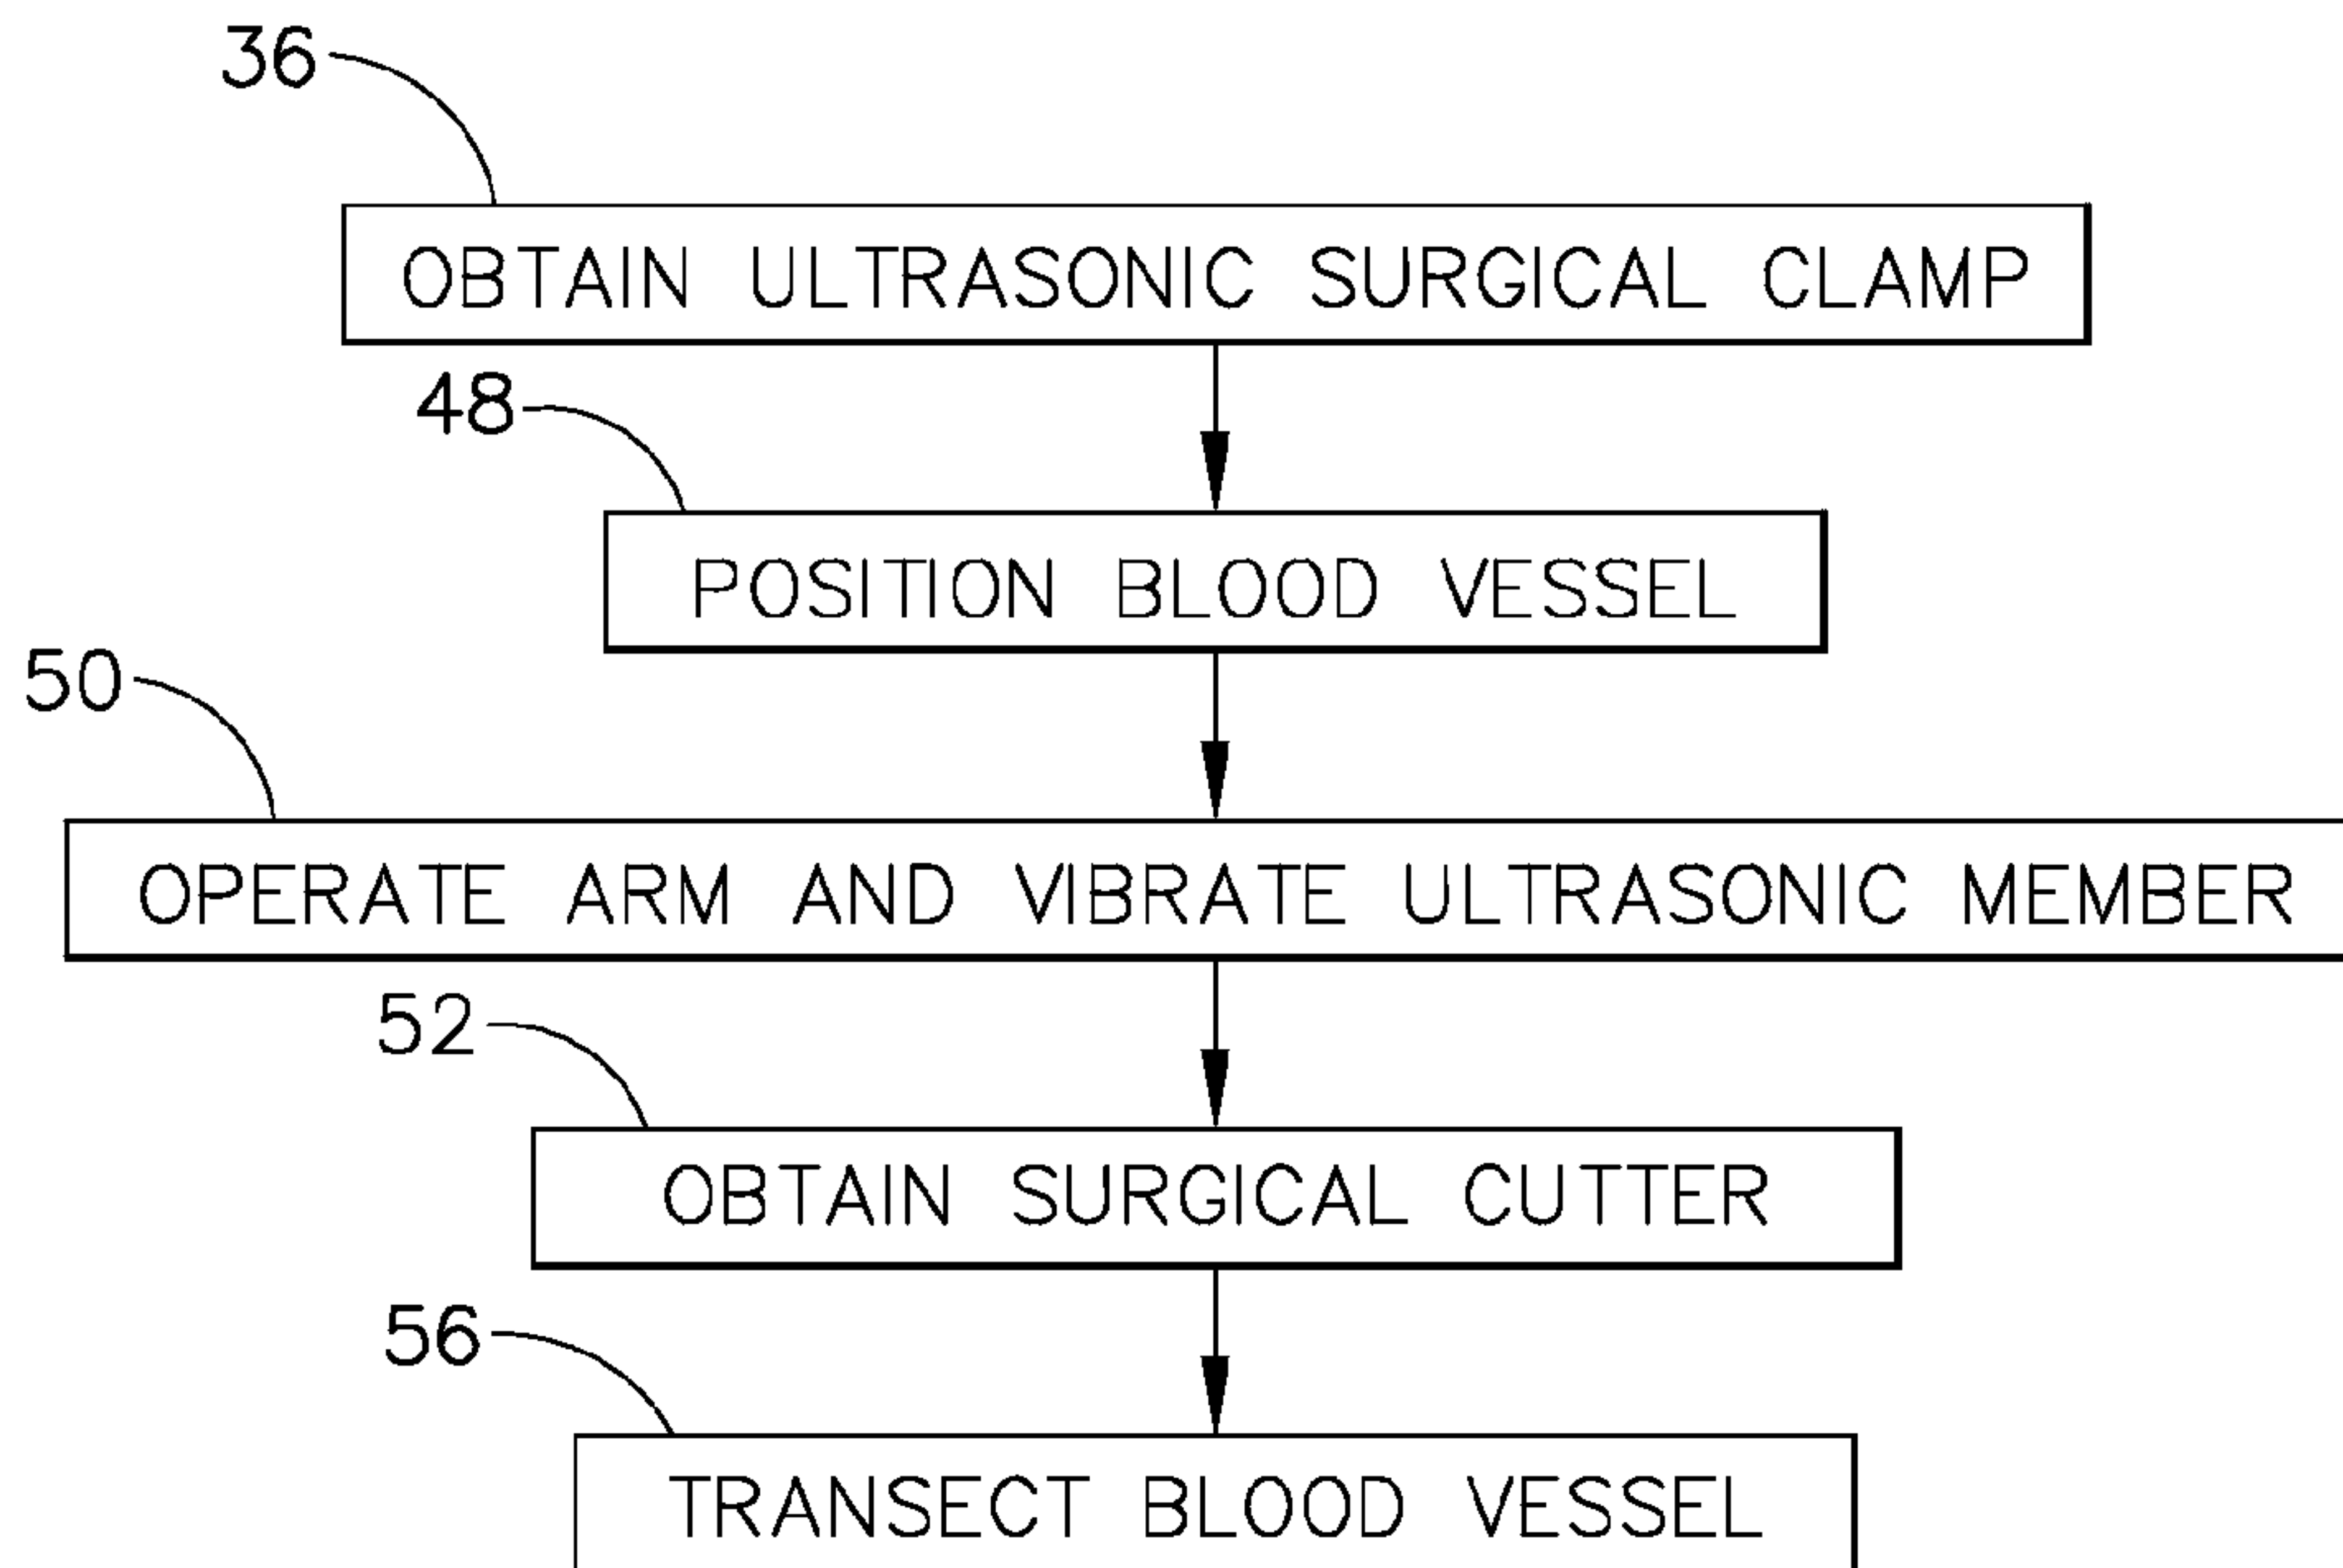 36
OBTAIN ULTRASONIC SURGICAL CLAMP
48
POSITION BLOOD VESSEL
50
OPERATE ARM AND VIBRATE ULTRASONIC MEMBER
52
OBTAIN SURGICAL CUTTER
56
TRANSECT BLOOD VESSEL